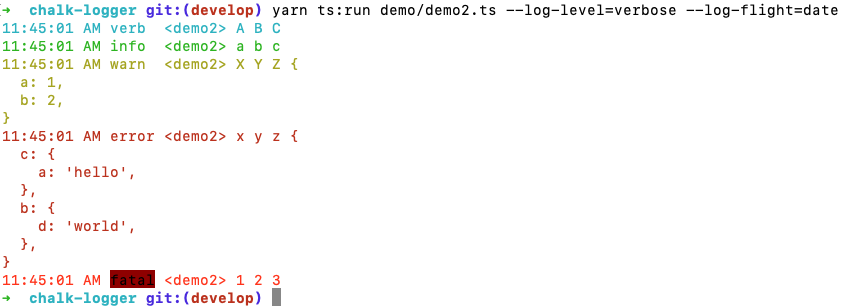 →  chalk-logger git:(develop) yarn ts:run demo/demo2.ts --log-level=verbose --log-flight=date
11:45:01 AM verb  <demo2> A B C
11:45:01 AM info  <demo2> a b c
11:45:01 AM warn  <demo2> X Y Z {
  a: 1,
  b: 2,
}
11:45:01 AM error <demo2> x y z {
  c: {
    a: 'hello',
  },
  b: {
    d: 'world',
  },
}
11:45:01 AM fatal <demo2> 1 2 3
→  chalk-logger git:(develop)